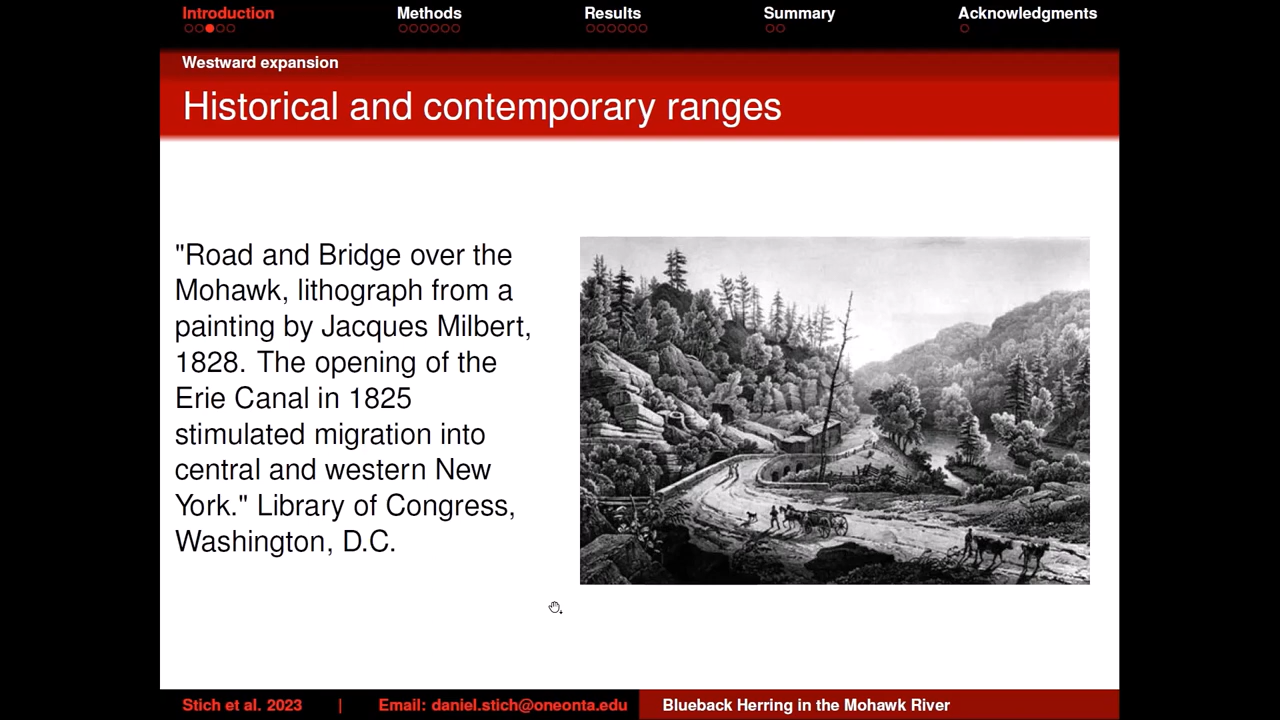 Introduction Methods Results Summary Acknowledgments
Westward expansion
Historical and contemporary ranges
"Road and Bridge over the
Mohawk, lithograph from a
painting by Jacques Milbert,
1828. The opening of the
Erie Canal in 1825
stimulated migration into
central and western New
York." Library of Congress,
Washington, D.C.
Stich et al. 2023 | Email: daniel.stich@oneonta.edu Blueback Herring in the Mohawk River